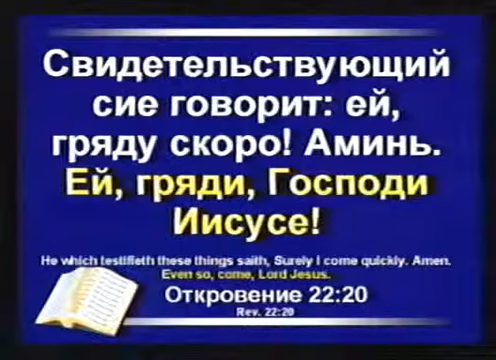 Свидетельствующий
сие говорит: ей,
гряду скоро! Аминь.
Ей, гряди, Господи
Иисусе!
He which testifieth these things saith, Surely I come quickly. Amen.
Even so, come, Lord Jesus.
Откровение 22:20
Rev. 22:20